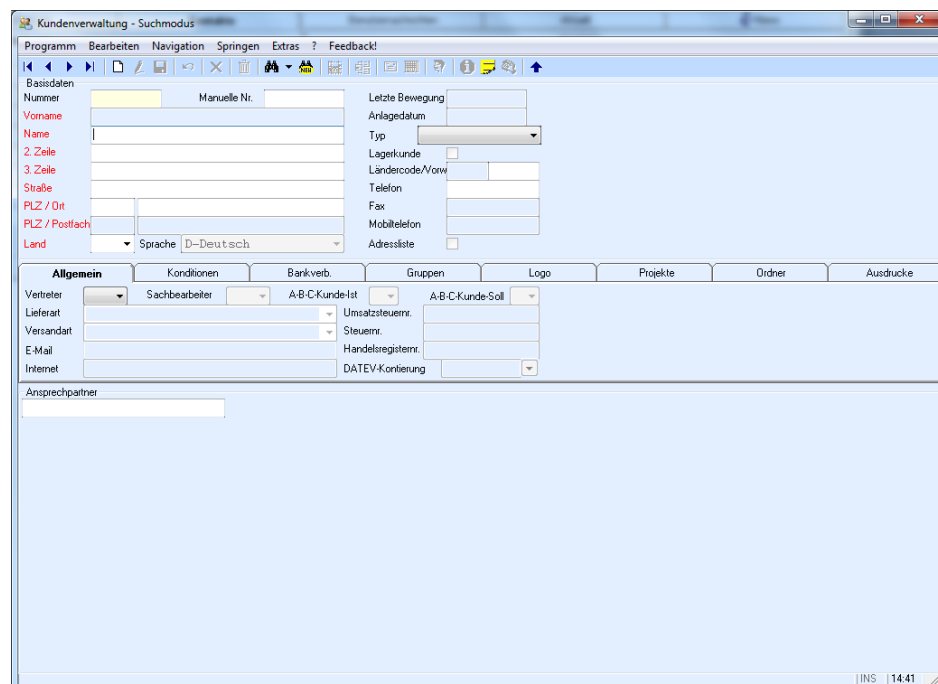 Kundenverwaltung - Suchmodus
Programm Bearbeiten Navigation Springen Extras ? Feedback!
Basisdaten
Nummer Manuelle Nr. Letzte Bewegung
Vorname Anlagedatum
Name Typ
2. Zeile Lagerkunde
3. Zeile Ländercode/Vorw
Straße Telefon
PLZ / Ort Fax
PLZ / Postfach Mobiltelefon
Land Sprache D-Deutsch Adressliste
Allgemein Konditionen Bankverb. Gruppen Logo Projekte Ordner Ausdrucke
Vertreter Sachbearbeiter A-B-C-Kunde-Ist A-B-C-Kunde-Soll
Lieferart Umsatzsteuernr.
Versandart Steuernr.
E-Mail Handelsregisternr.
Internet DATEV-Kontierung
Ansprechpartner
INS 14:41